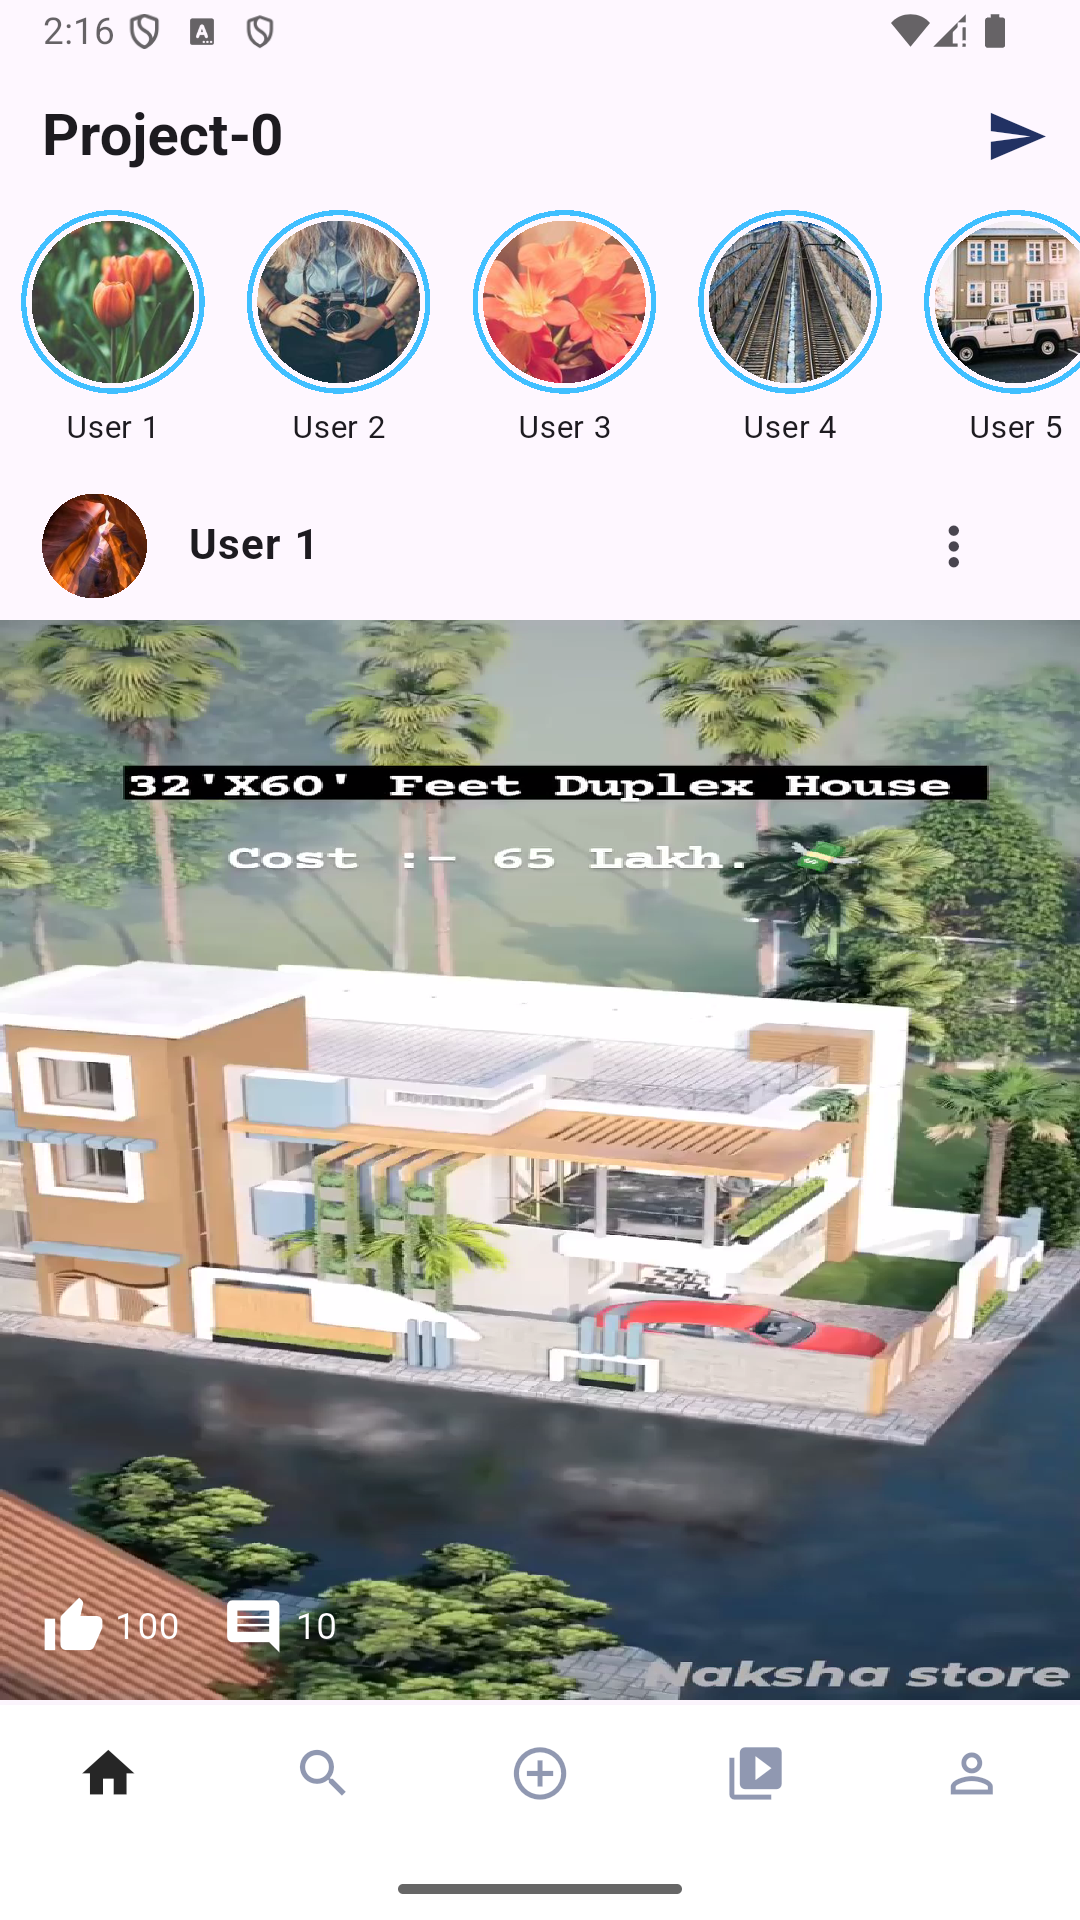 2:16
Project-0
User 1
User 2
User 3
User 4
User 5
User 1
32'X60' Feet Duplex House
Cost :- 65 Lakh.
100
10
Naksha store